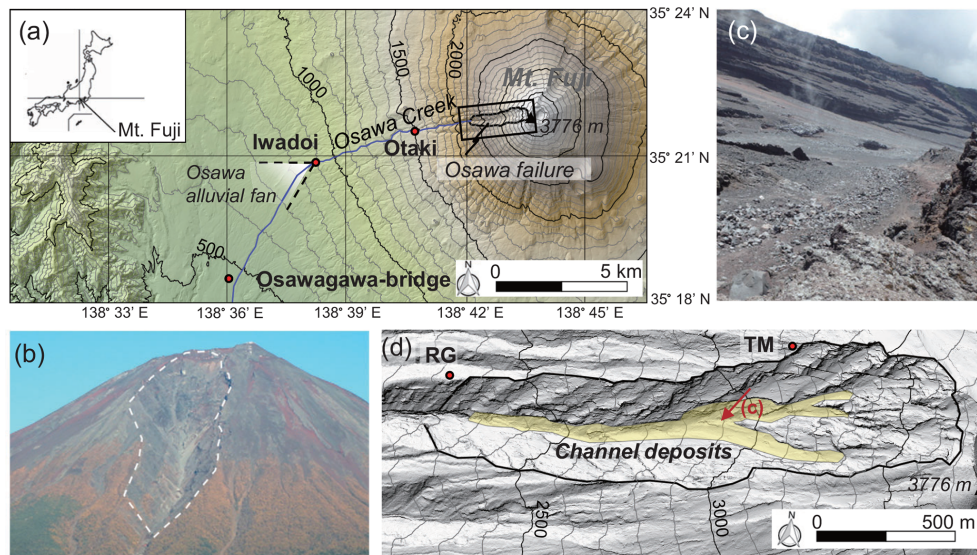 (a)
Mt. Fuji
1000
1500
2000
Mt. Fuji
3776 m
Osawa Creek
Iwadoi
Otaki
Osawa failure
Osawa
alluvial fan
500
Osawagawa-bridge
N
0 5 km
35° 24’ N
35° 21’ N
35° 18’ N
138° 33’ E 138° 36’ E 138° 39’ E 138° 42’ E 138° 45’ E
(c)
(b)
(d)
RG
TM
(c)
Channel deposits
2500
3000
3776 m
N
0 500 m